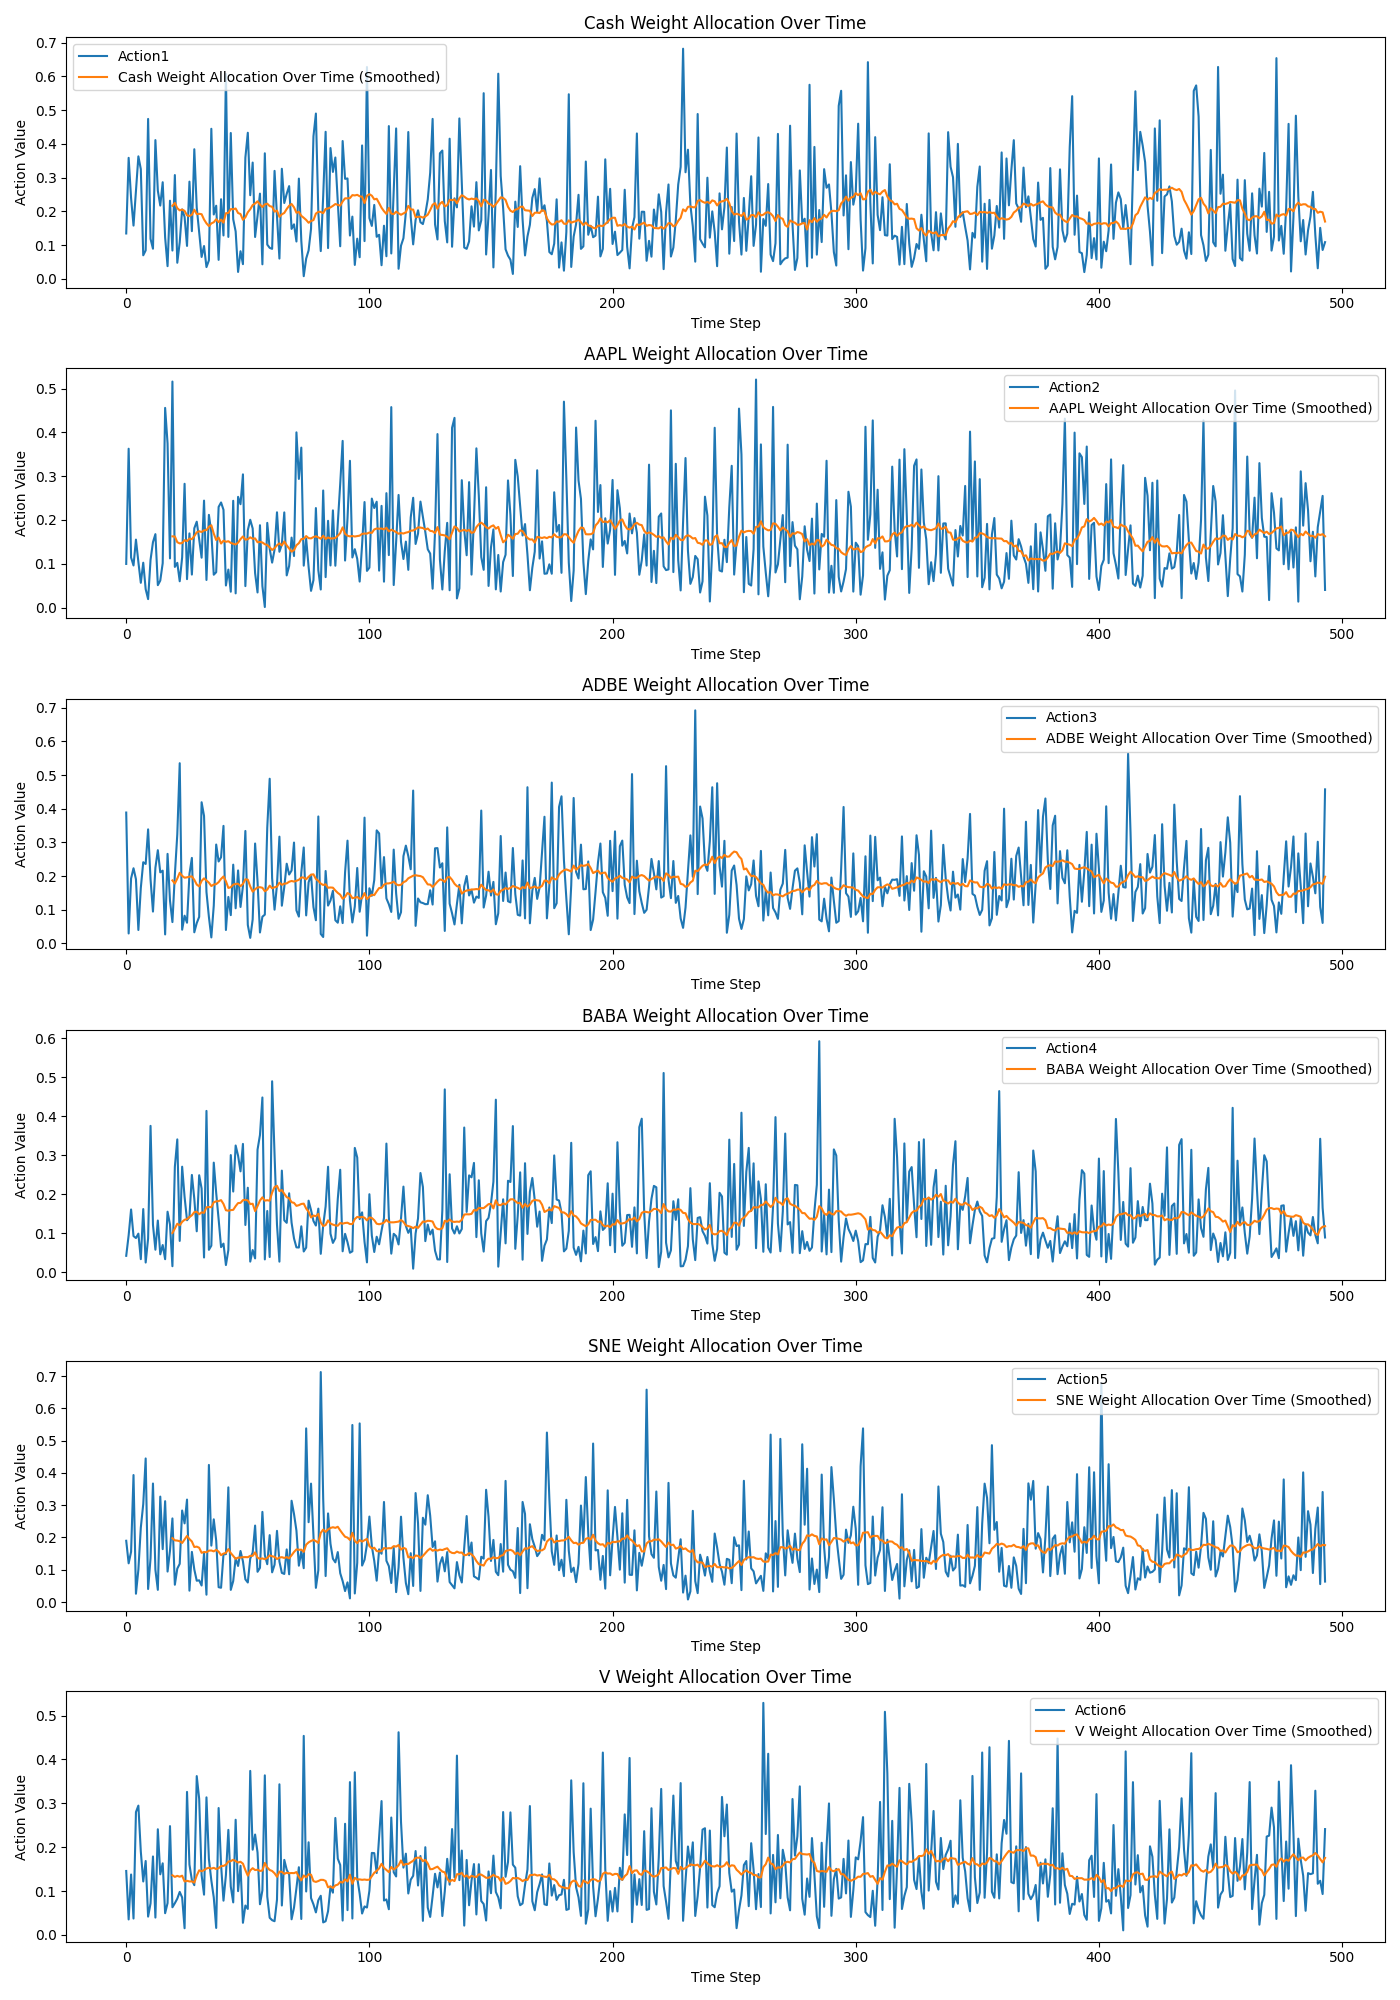 Cash Weight Allocation Over Time
Action1
Cash Weight Allocation Over Time (Smoothed)
Action Value
0.7
0.6
0.5
0.4
0.3
0.2
0.1
0.0
0 100 200 300 400 500
Time Step
AAPL Weight Allocation Over Time
Action2
AAPL Weight Allocation Over Time (Smoothed)
Action Value
0.5
0.4
0.3
0.2
0.1
0.0
0 100 200 300 400 500
Time Step
ADBE Weight Allocation Over Time
Action3
ADBE Weight Allocation Over Time (Smoothed)
Action Value
0.7
0.6
0.5
0.4
0.3
0.2
0.1
0.0
0 100 200 300 400 500
Time Step
BABA Weight Allocation Over Time
Action4
BABA Weight Allocation Over Time (Smoothed)
Action Value
0.6
0.5
0.4
0.3
0.2
0.1
0.0
0 100 200 300 400 500
Time Step
SNE Weight Allocation Over Time
Action5
SNE Weight Allocation Over Time (Smoothed)
Action Value
0.7
0.6
0.5
0.4
0.3
0.2
0.1
0.0
0 100 200 300 400 500
Time Step
V Weight Allocation Over Time
Action6
V Weight Allocation Over Time (Smoothed)
Action Value
0.5
0.4
0.3
0.2
0.1
0.0
0 100 200 300 400 500
Time Step